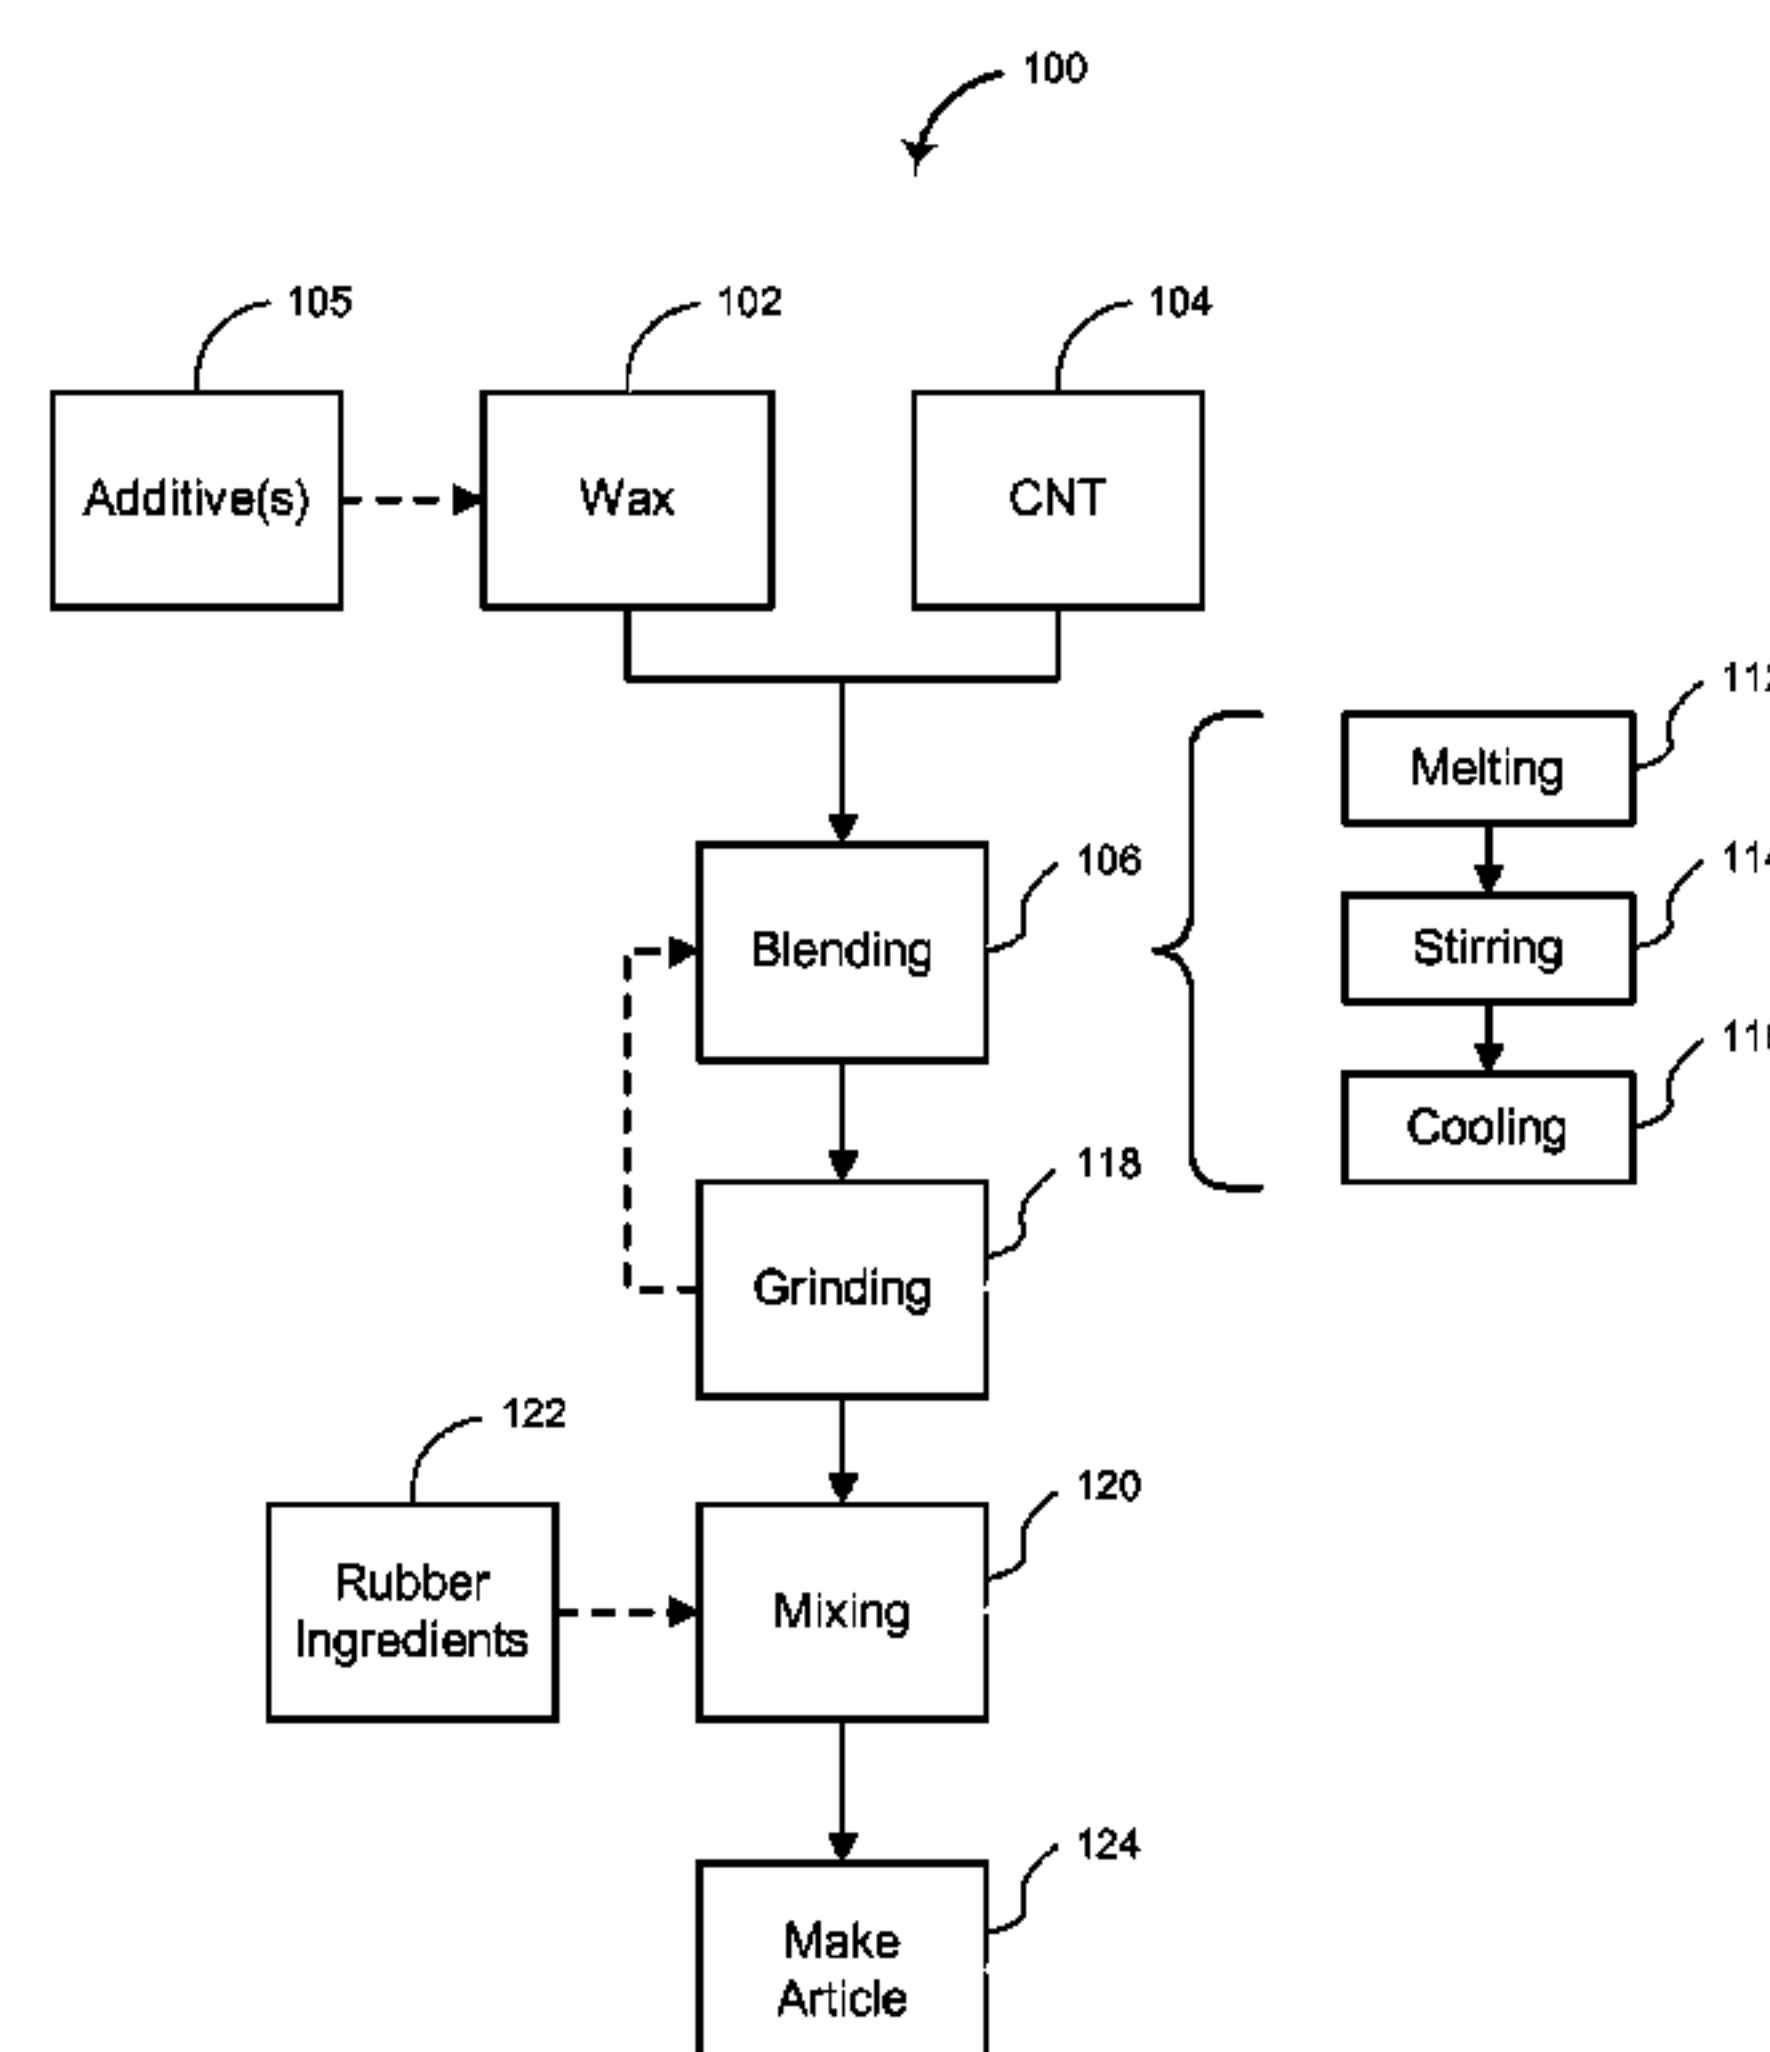 100
105
102
104
Additive(s)
Wax
CNT
Melting
114
Stirring
Cooling
106
Blending
118
Grinding
122
120
Rubber
Ingredients
Mixing
124
Make
Article